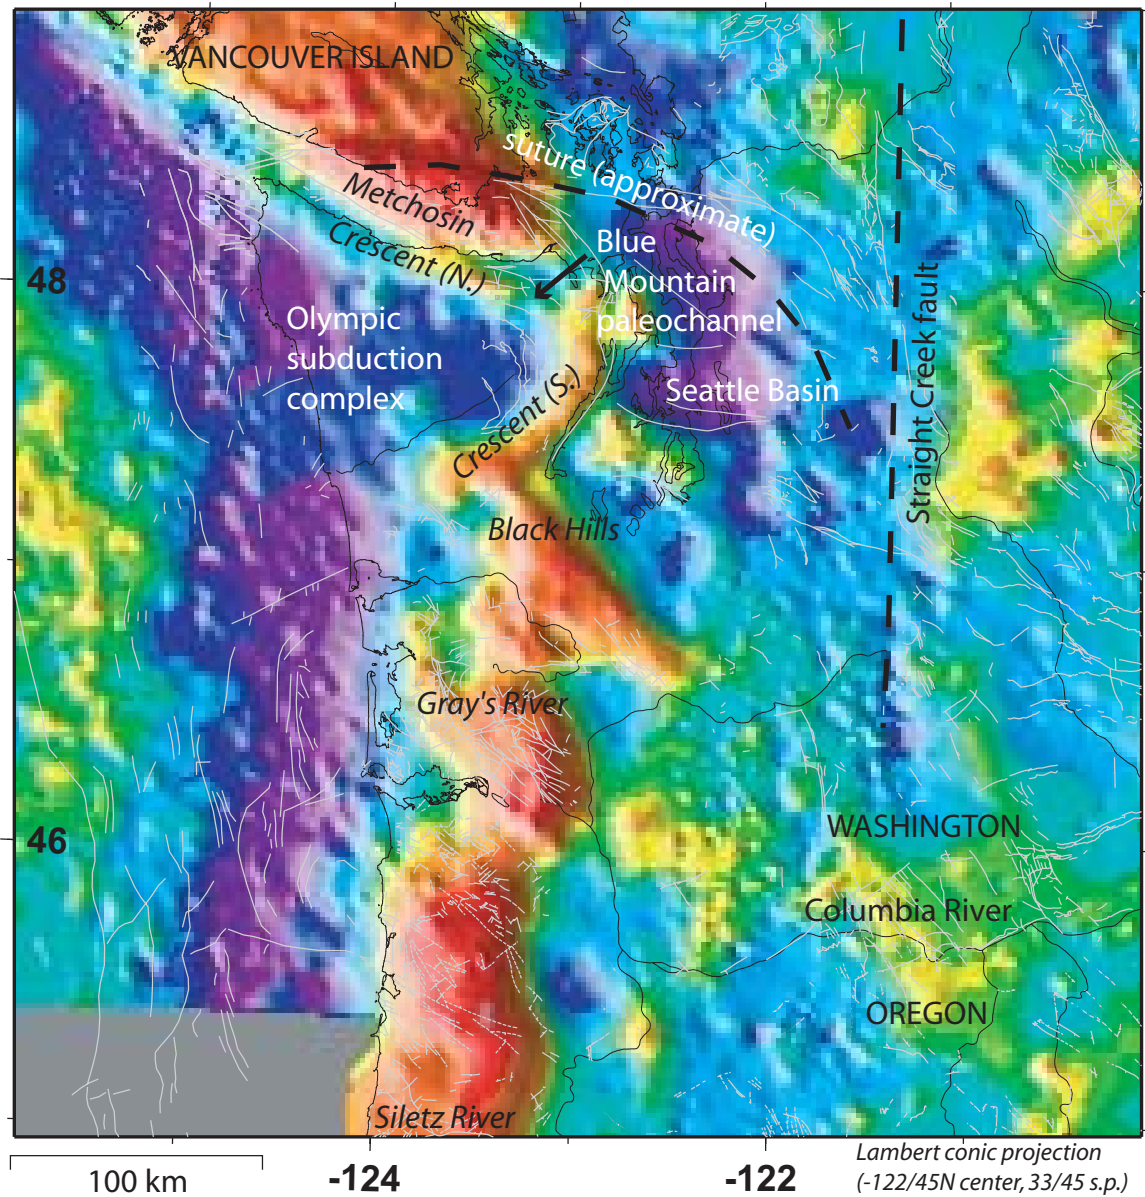 VANCOUVER ISLAND
suture (approximate)
Metchosin
Crescent (N.)
Blue
Mountain
paleochannel
48
Olympic
subduction
complex
Straight Creek fault
Seattle Basin
Crescent (S.)
Black Hills
Gray's River
46
WASHINGTON
Columbia River
OREGON
Siletz River
100 km
-124
-122
Lambert conic projection
(-122/45N center, 33/45 s.p.)